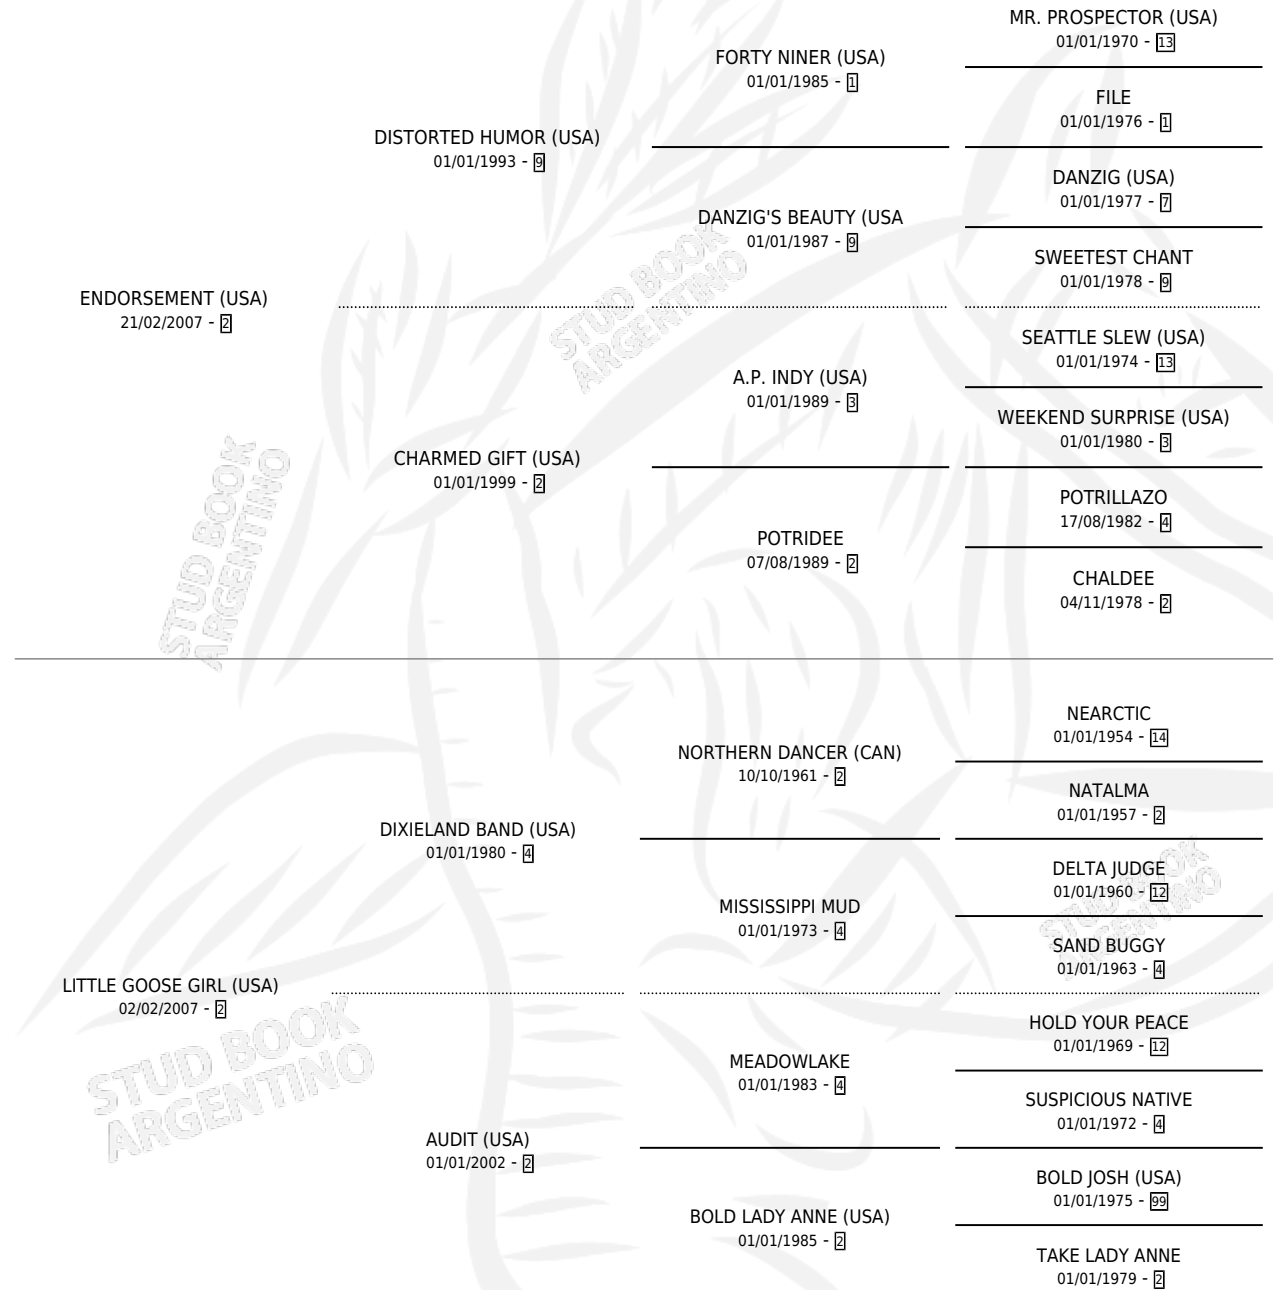 MR. PROSPECTOR (USA)
01/01/1970 - 13
FORTY NINER (USA)
01/01/1985 - 1
FILE
01/01/1976 - 1
DISTORTED HUMOR (USA)
01/01/1993 - 9
DANZIG (USA)
01/01/1977 - 7
DANZIG'S BEAUTY (USA
01/01/1987 - 9
SWEETEST CHANT
01/01/1978 - 9
ENDORSEMENT (USA)
21/02/2007 - 2
STUD BOOK
ARGENTINO
SEATTLE SLEW (USA)
01/01/1974 - 13
A.P. INDY (USA)
01/01/1989 - 3
WEEKEND SURPRISE (USA)
01/01/1980 - 3
CHARMED GIFT (USA)
01/01/1999 - 2
POTRILLAZO
17/08/1982 - 4
POTRIDEE
07/08/1989 - 2
CHALDEE
04/11/1978 - 2
STUD BOOK
ARGENTINO
NEARCTIC
01/01/1954 - 14
NORTHERN DANCER (CAN)
10/10/1961 - 2
NATALMA
01/01/1957 - 2
DIXIELAND BAND (USA)
01/01/1980 - 4
DELTA JUDGE
01/01/1960 - 12
MISSISSIPPI MUD
01/01/1973 - 4
SAND BUGGY
01/01/1963 - 4
STUD BOOK
ARGENTINO
LITTLE GOOSE GIRL (USA)
02/02/2007 - 2
STUD BOOK
ARGENTINO
HOLD YOUR PEACE
01/01/1969 - 12
MEADOWLAKE
01/01/1983 - 4
SUSPICIOUS NATIVE
01/01/1972 - 4
AUDIT (USA)
01/01/2002 - 2
BOLD JOSH (USA)
01/01/1975 - 99
BOLD LADY ANNE (USA)
01/01/1985 - 2
TAKE LADY ANNE
01/01/1979 - 2